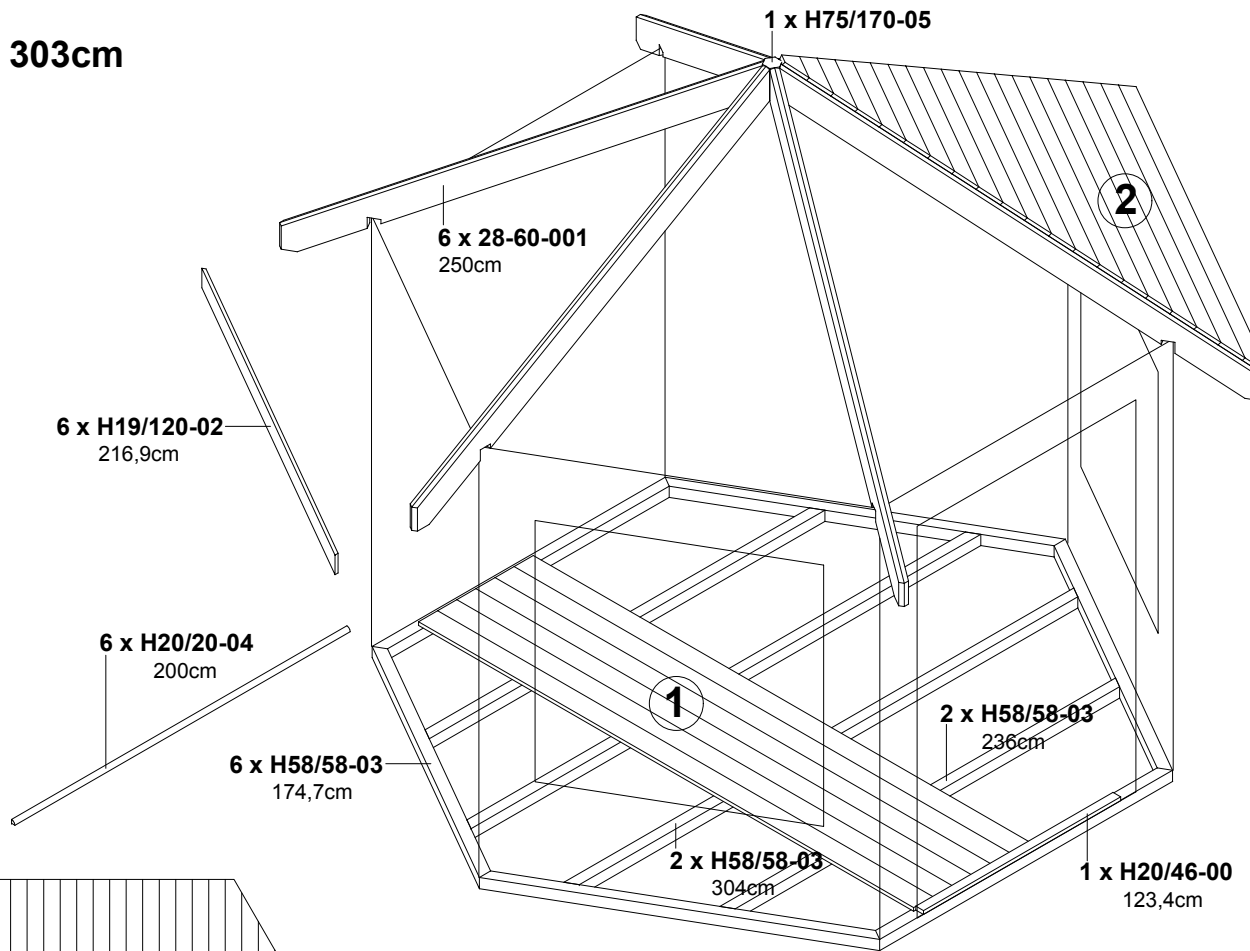 1 x H75/170-05
303cm
2
6 x 28-60-001
250cm
6 x H19/120-02
216,9cm
6 x H20/20-04
200cm
1
2 x H58/58-03
236cm
6 x H58/58-03
174,7cm
2 x H58/58-03
304cm
1 x H20/46-00
123,4cm